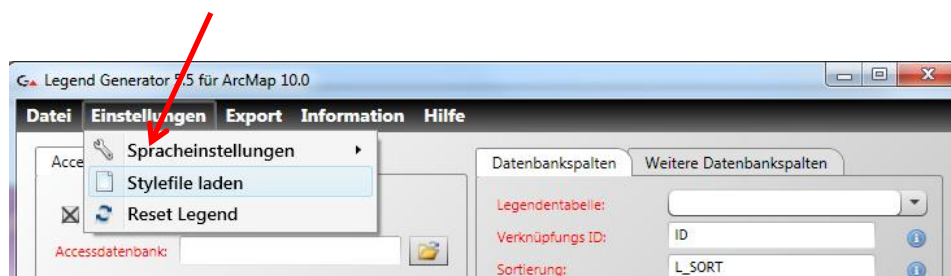 Legend Generator 5.5 für ArcMap 10.0
Datei Einstellungen Export Information Hilfe
Spracheinstellungen
Stylefile laden
Reset Legend
Acce
Accessdatenbank:
Datenbankspalten Weitere Datenbankspalten
Legendentabelle:
Verknüpfungs ID: ID
Sortierung: L_SORT